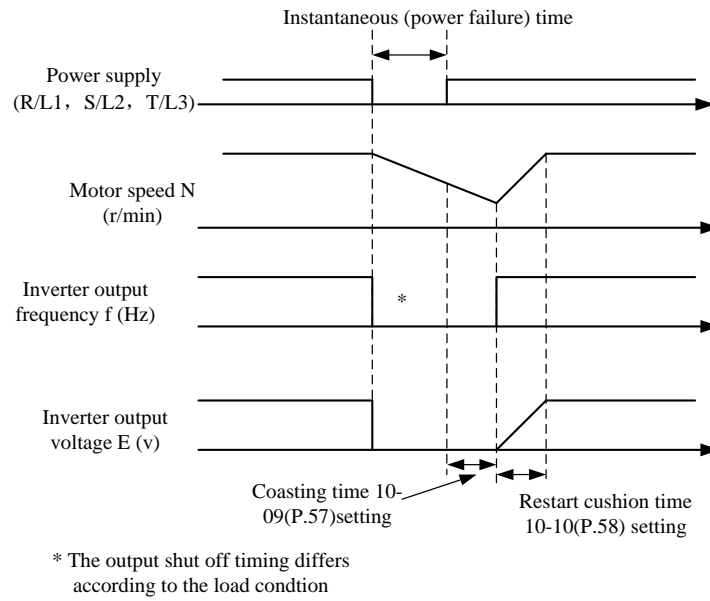 Instantaneous (power failure) time
Power supply
(R/L1，S/L2，T/L3)
Motor speed N
(r/min)
Inverter output
frequency f (Hz)
*
Inverter output
voltage E (v)
Coasting time 10-
09(P.57)setting
Restart cushion time
10-10(P.58) setting
* The output shut off timing differs
according to the load condtion